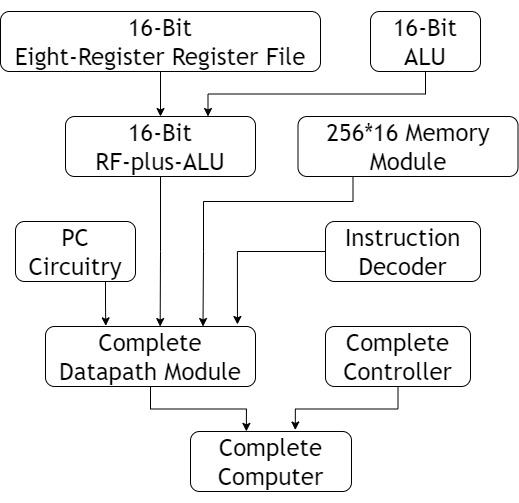 16-Bit
Eight-Register Register File
16-Bit
ALU
16-Bit
RF-plus-ALU
256*16 Memory
Module
PC
Circuitry
Instruction
Decoder
Complete
Datapath Module
Complete
Controller
Complete
Computer